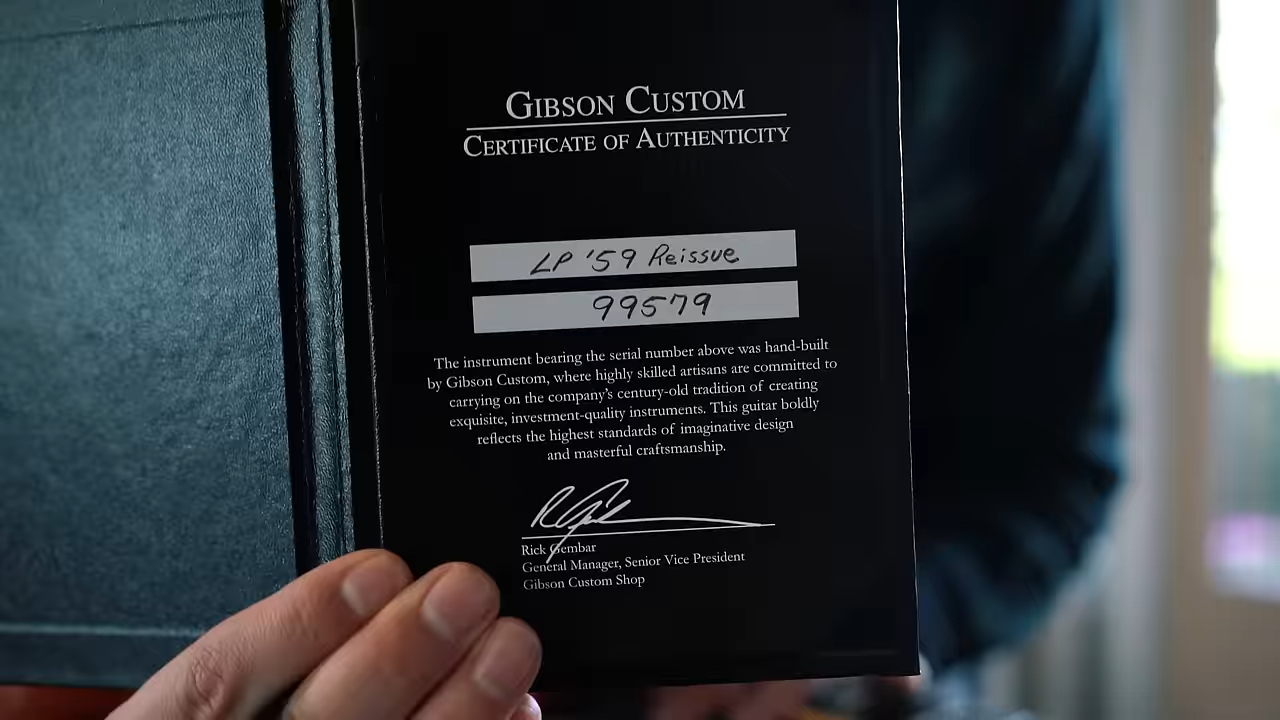 GIBSON CUSTOM
CERTIFICATE OF AUTHENTICITY
LP '59 Reissue
99579
The instrument bearing the serial number above was hand-built
by Gibson Custom, where highly skilled artisans are committed to
carrying on the company's century-old tradition of creating
exquisite, investment-quality instruments. This guitar boldly
reflects the highest standards of imaginative design
and masterful craftsmanship.
Rick Gembar
General Manager, Senior Vice President
Gibson Custom Shop